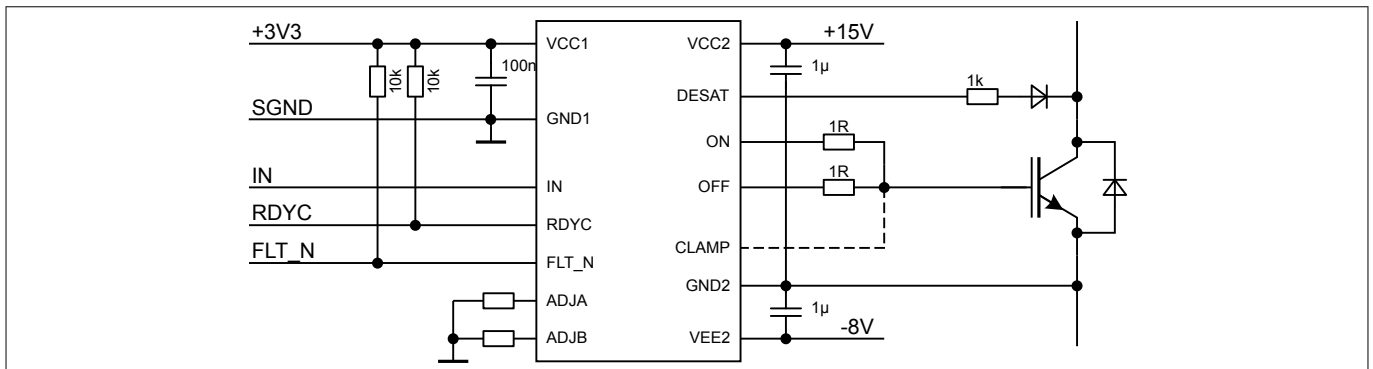 +3V3
VCC1
VCC2
+15V
10k
10k
100n
1µ
1k
DESAT
SGND
GND1
ON
1R
IN
IN
OFF
1R
RDYC
RDYC
CLAMP
FLT_N
FLT_N
GND2
ADJA
1µ
ADJB
VEE2
-8V